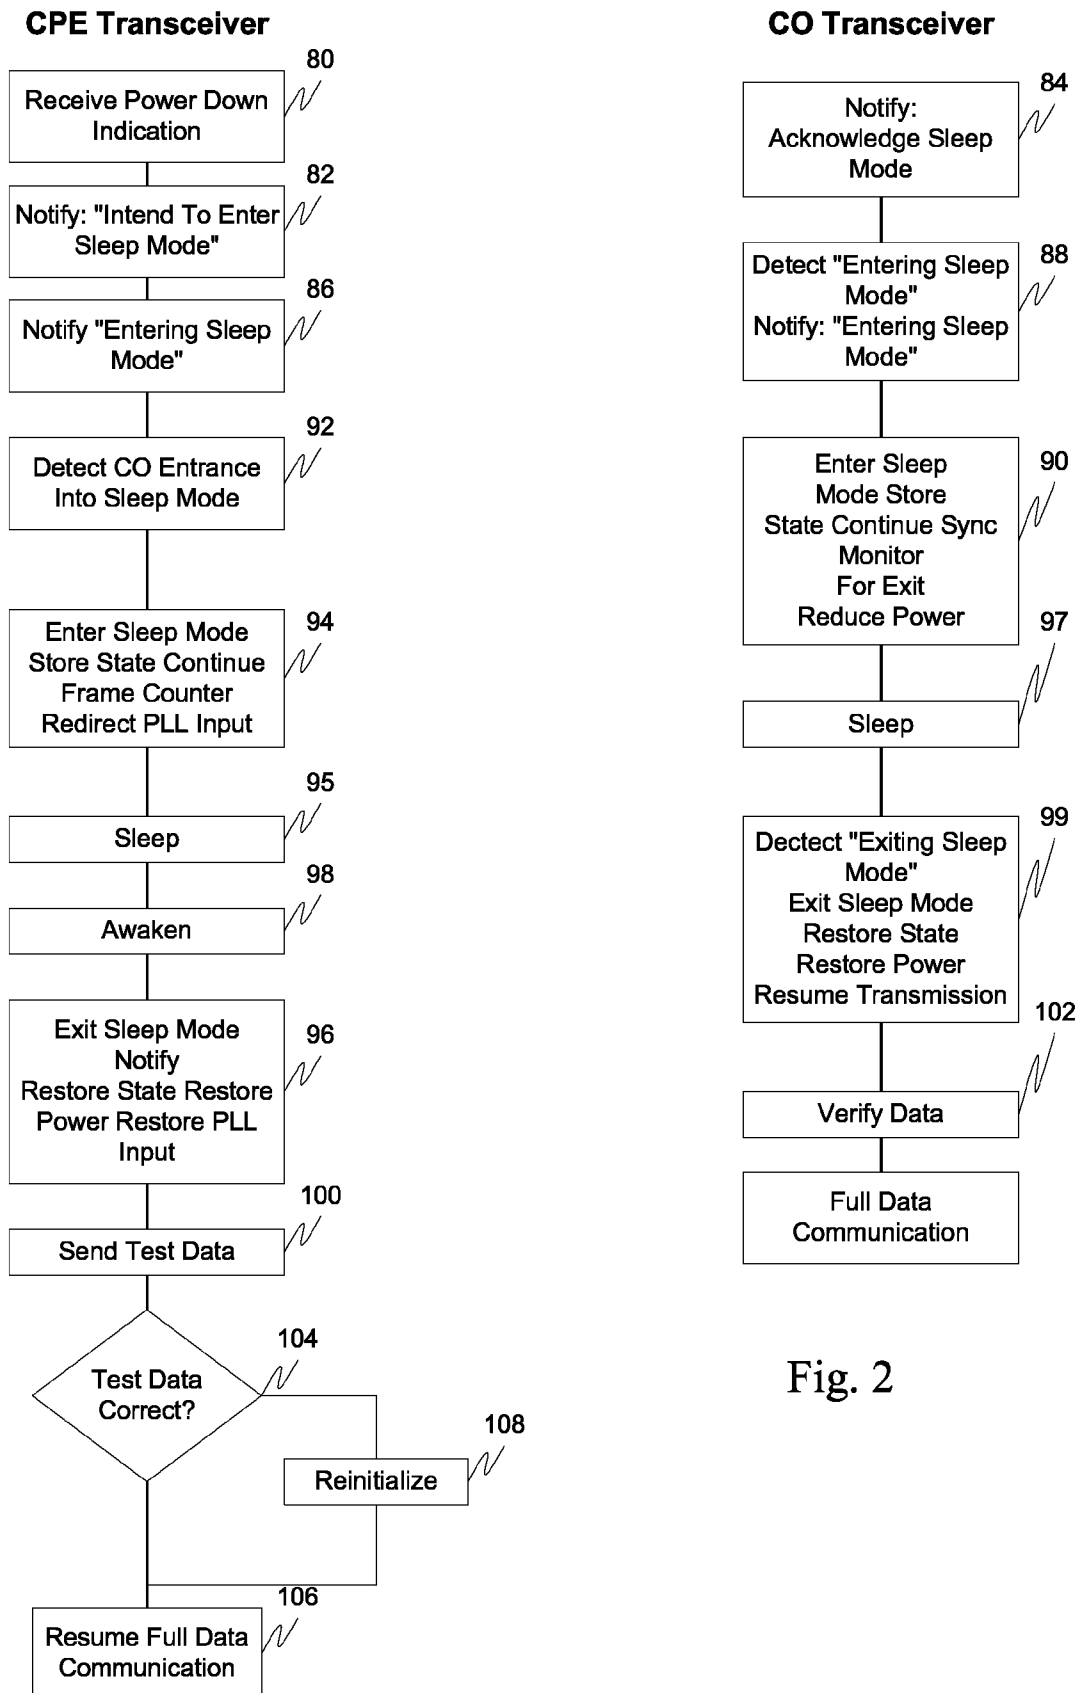 CPE Transceiver
80
Receive Power Down
Indication
82
Notify: "Intend To Enter
Sleep Mode"
86
Notify "Entering Sleep
Mode"
92
Detect CO Entrance
Into Sleep Mode
94
Enter Sleep Mode
Store State Continue
Frame Counter
Redirect PLL Input
95
Sleep
98
Awaken
96
Exit Sleep Mode
Notify
Restore State Restore
Power Restore PLL
Input
100
Send Test Data
104
Test Data
Correct?
108
Reinitialize
106
Resume Full Data
Communication
CO Transceiver
84
Notify:
Acknowledge Sleep
Mode
88
Detect "Entering Sleep
Mode"
Notify: "Entering Sleep
Mode"
90
Enter Sleep
Mode Store
State Continue Sync
Monitor
For Exit
Reduce Power
97
Sleep
99
Dectect "Exiting Sleep
Mode"
Exit Sleep Mode
Restore State
Restore Power
Resume Transmission
102
Verify Data
Full Data
Communication
Fig. 2